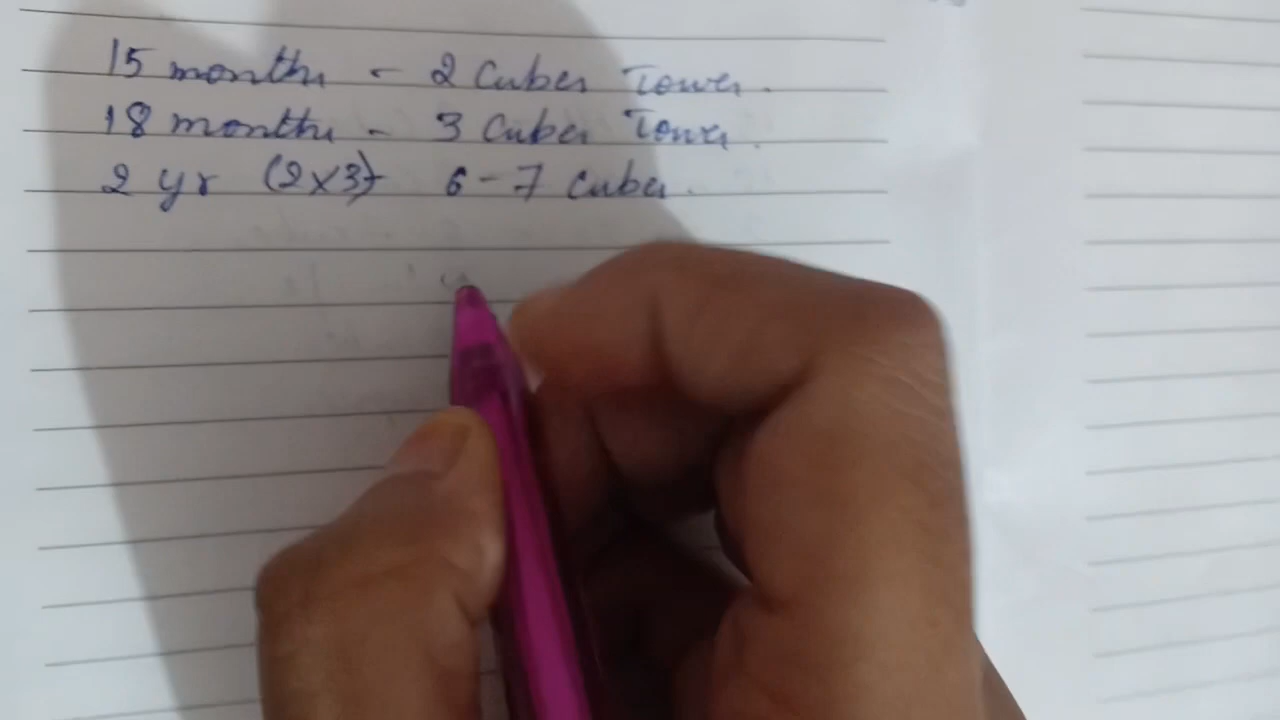 15 months - 2 Cubes Tower.
18 months - 3 Cubes Tower.
2 yr (2x3) 6-7 Cubes.